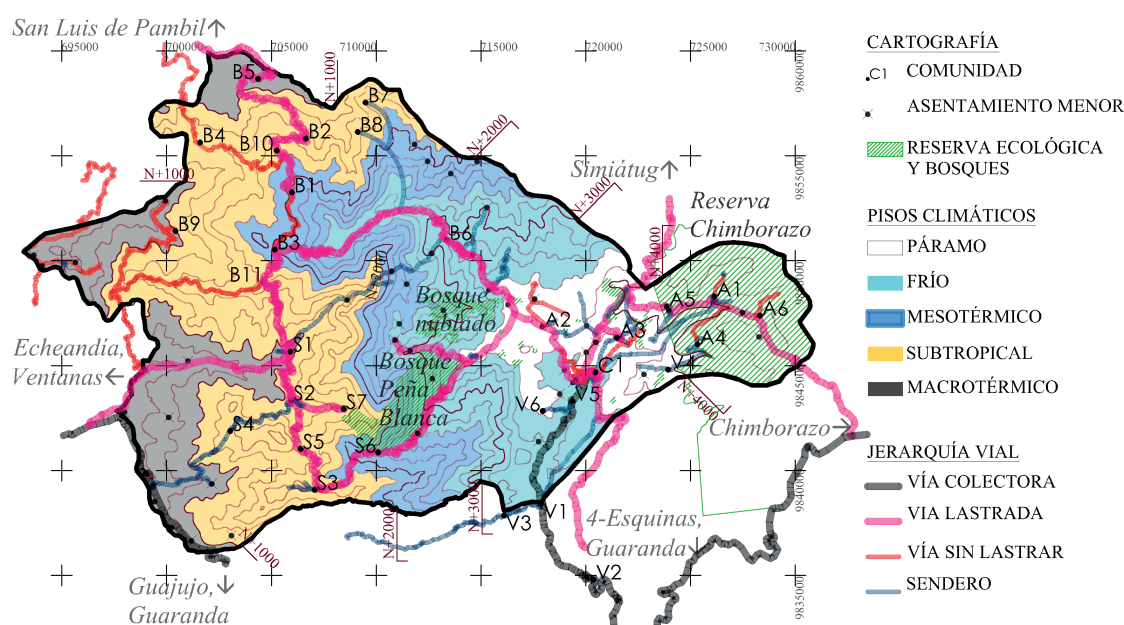 San Luis de Pambil↑
695000
700000
705000
710000
715000
720000
725000
730000
9860000
N+1000
B5
B7
B4
B10
B2
B8
N+2000
N+1000
B1
Simiátug↑
9855000
N+3000
Reserva
Chimborazo
B9
B3
B6
N+4000
B11
N+2000
Bosque
nublado
A2
A5
A1
A6
A3
A4
Echeandía,
Ventanas←
S1
Bosque
Peña
Blanca
C1
V4
9845000
S2
S7
V5
V6
N+4000
S4
S5
S6
Chimborazo→
S3
9840000
N+1000
N+2000
N+3000
V3
V1
4-Esquinas,
Guaranda↓
V2
Guajujo,↓
Guaranda
9835000
CARTOGRAFÍA
C1 COMUNIDAD
ASENTAMIENTO MENOR
RESERVA ECOLÓGICA
Y BOSQUES
PISOS CLIMÁTICOS
PÁRAMO
FRÍO
MESOTÉRMICO
SUBTROPICAL
MACROTÉRMICO
JERARQUÍA VIAL
VÍA COLECTORA
VIA LASTRADA
VÍA SIN LASTRAR
SENDERO